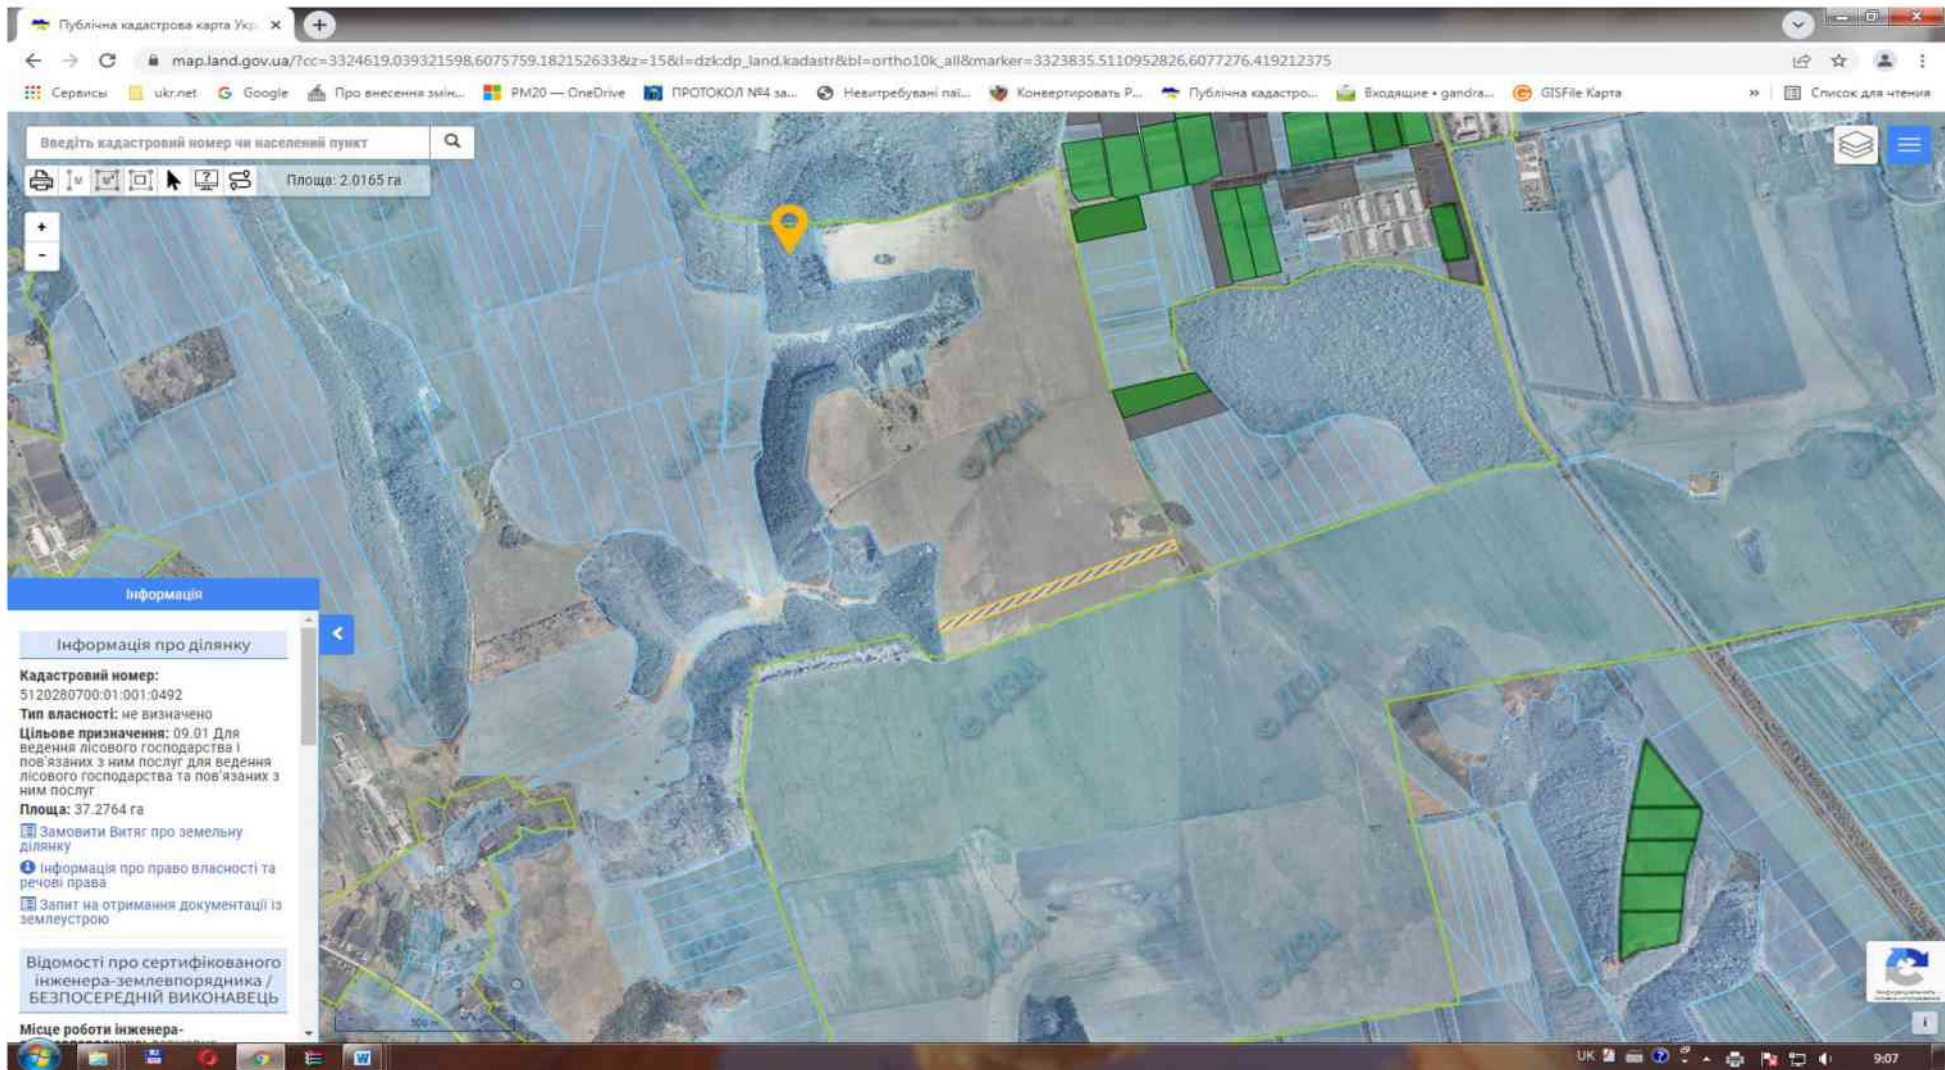 Публічна кадастрова карта Укр
map.land.gov.ua/?cc=3324619.039321598,6075759.182152633&z=15&l=dzk:dp_land,kadastr&bl=ortho10k_all&marker=3323835.5110952826,6077276.419212375
Сервисы ukr.net Google Про внесення змін... PM20 — OneDrive ПРОТОКОЛ №4 за... Невитребувані паї... Конвертировать P... Публічна кадастро... Входящие • gandra... GISFile Карта » Список для чтения
Введіть кадастровий номер чи населений пункт
Площа: 2.0165 га
+
-
Інформація
Інформація про ділянку
Кадастровий номер:
5120280700:01:001:0492
Тип власності: не визначено
Цільове призначення: 09.01 Для
ведення лісового господарства і
пов'язаних з ним послуг для ведення
лісового господарства та пов'язаних з
ним послуг
Площа: 37.2764 га
Замовити Витяг про земельну
ділянку
Інформація про право власності та
речові права
Запит на отримання документації із
землеустрою
Відомості про сертифікованого
інженера-землевпорядника /
БЕЗПОСЕРЕДНІЙ ВИКОНАВЕЦЬ
Місце роботи інженера-
UK 9:07